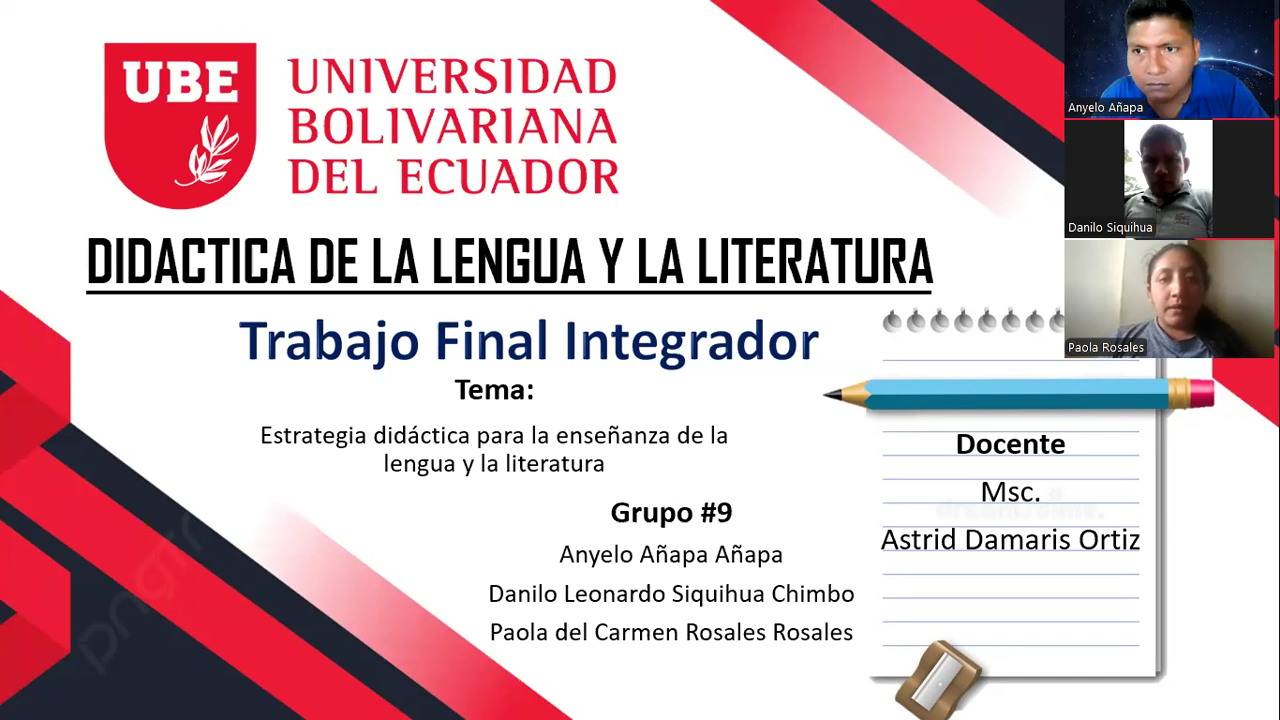 UBE
UNIVERSIDAD
BOLIVARIANA
DEL ECUADOR
DIDACTICA DE LA LENGUA Y LA LITERATURA
Trabajo Final Integrador
Tema:
Estrategia didáctica para la enseñanza de la
lengua y la literatura
Grupo #9
Anyelo Añapa Añapa
Danilo Leonardo Siquihua Chimbo
Paola del Carmen Rosales Rosales
Docente
Msc.
Astrid Damaris Ortiz
Anyelo Añapa
Danilo Siquihua
Paola Rosales